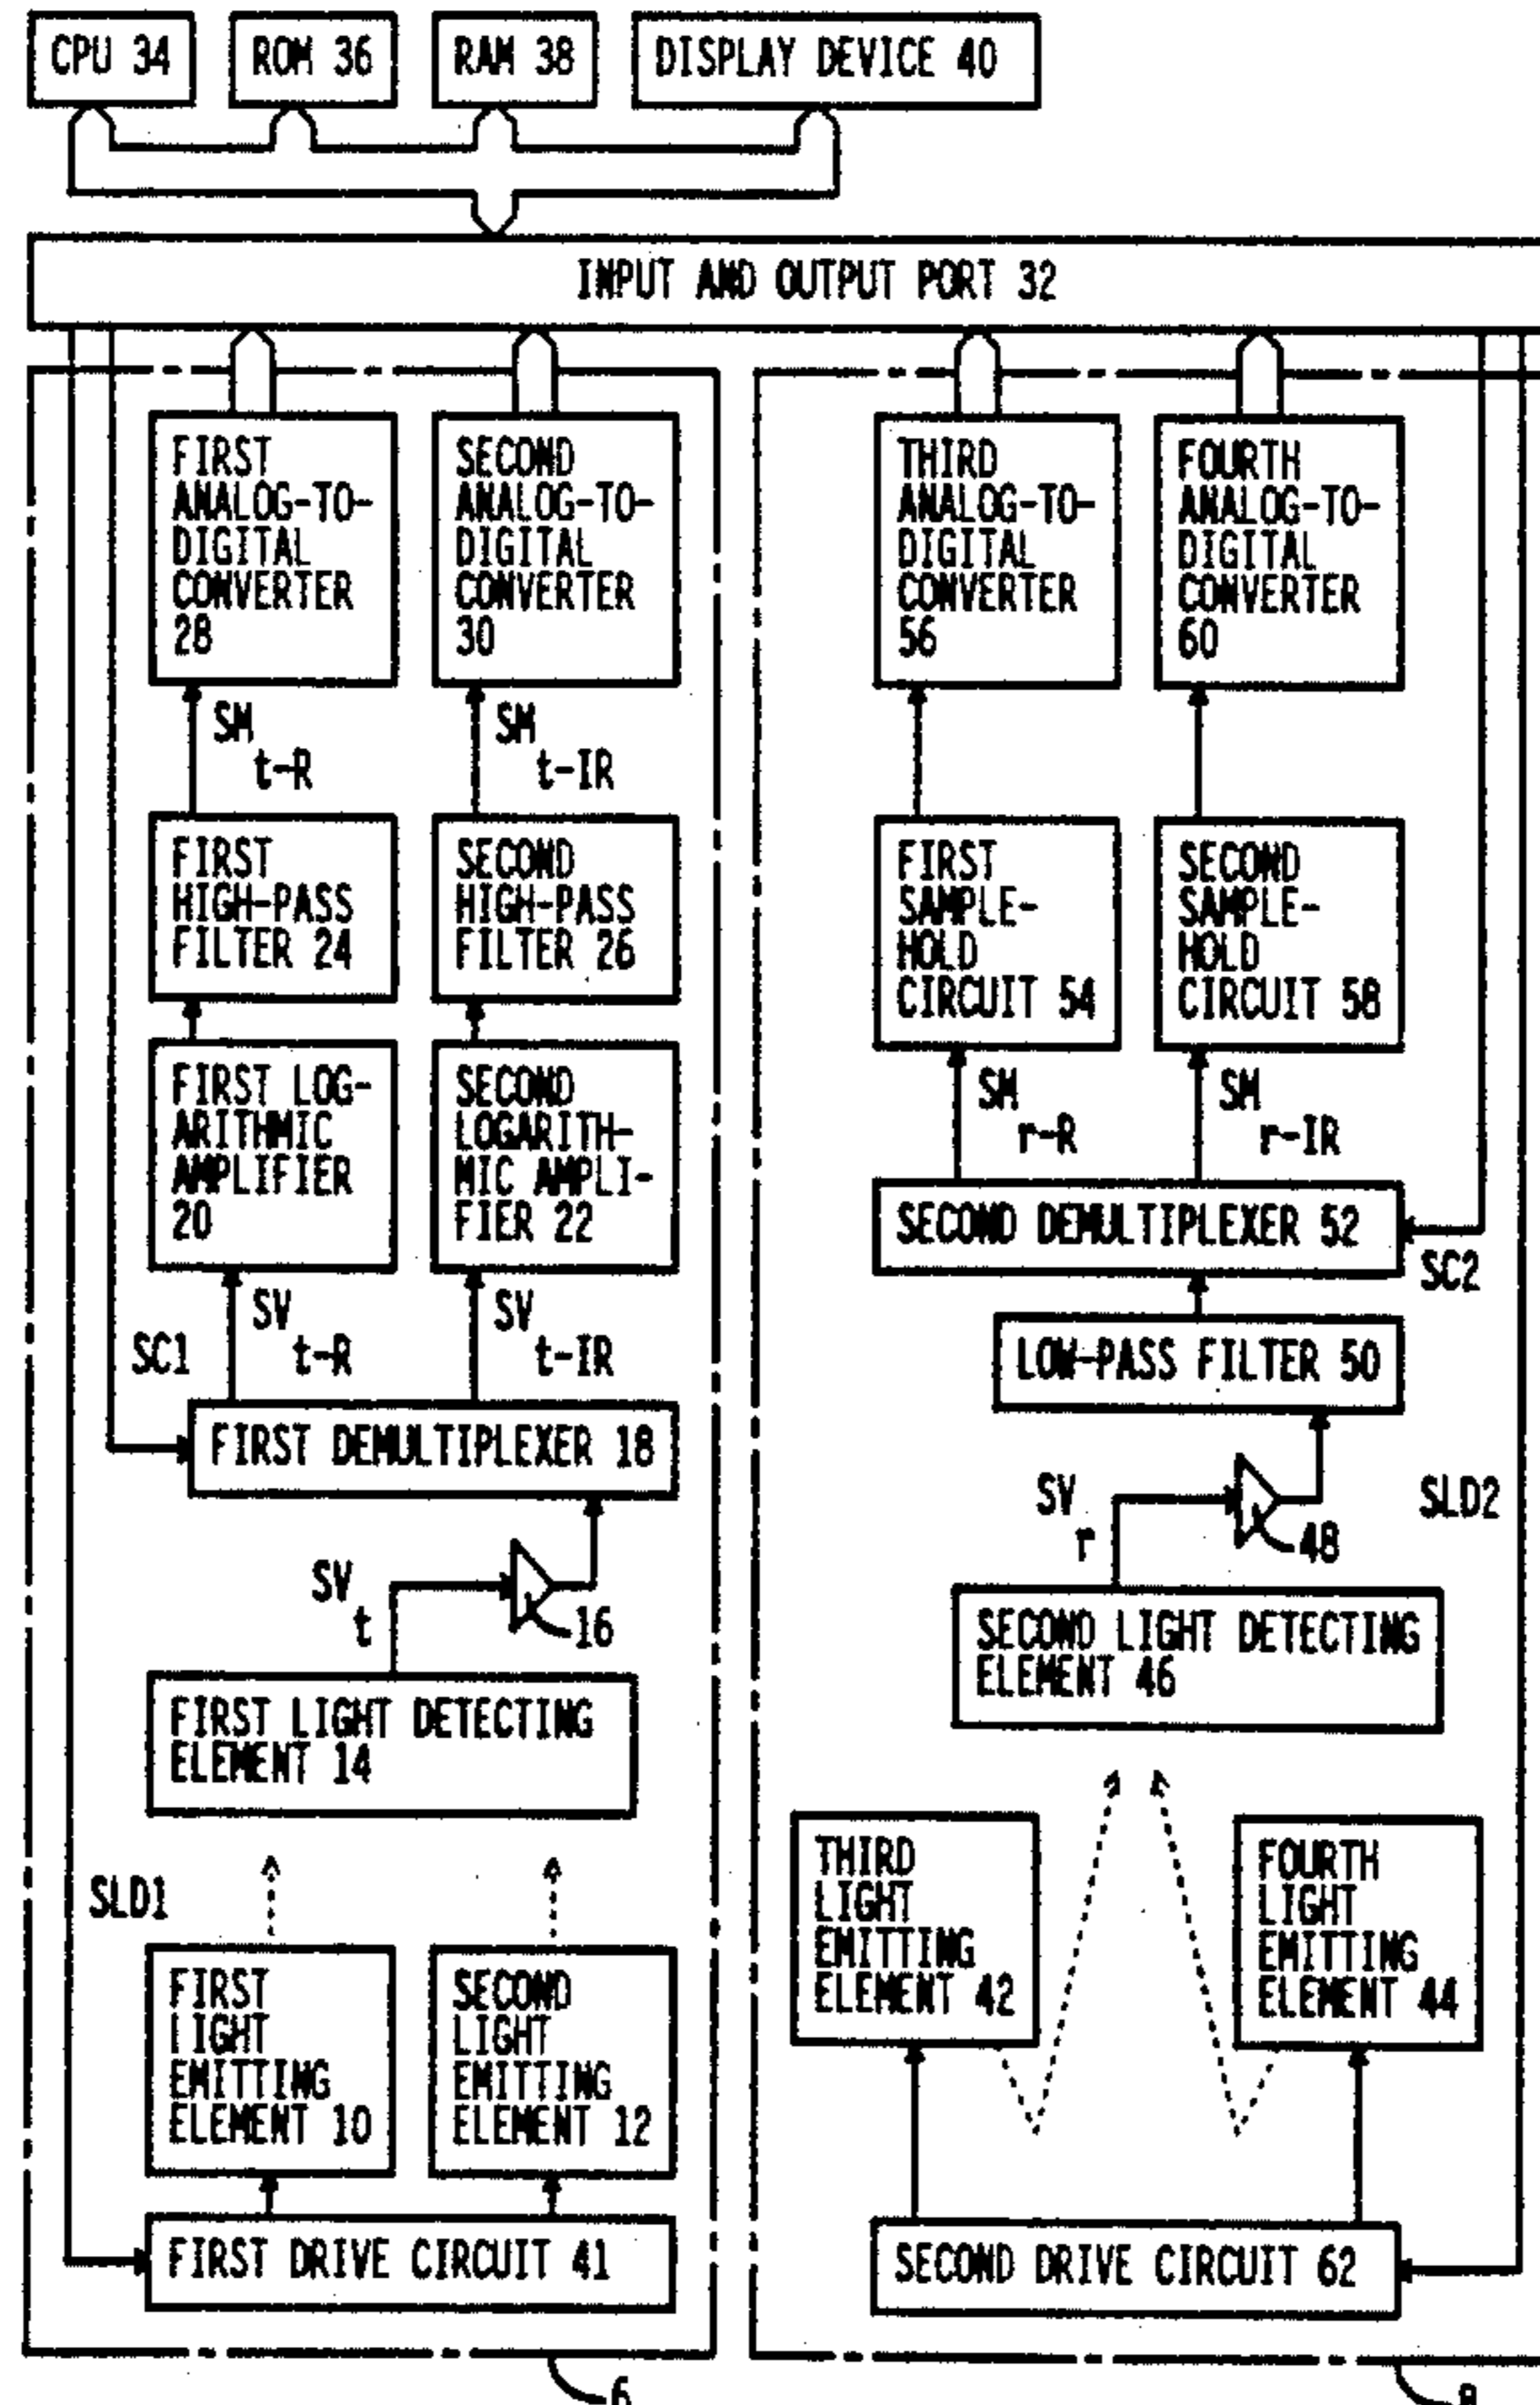 CPU 34
ROM 36
RAM 38
DISPLAY DEVICE 40
INPUT AND OUTPUT PORT 32
FIRST
ANALOG-TO-
DIGITAL
CONVERTER
28
SECOND
ANALOG-TO-
DIGITAL
CONVERTER
30
THIRD
ANALOG-TO-
DIGITAL
CONVERTER
56
FOURTH
ANALOG-TO-
DIGITAL
CONVERTER
60
SM
t-R
SM
t-IR
FIRST
HIGH-PASS
FILTER 24
SECOND
HIGH-PASS
FILTER 26
FIRST
SAMPLE-
HOLD
CIRCUIT 54
SECOND
SAMPLE-
HOLD
CIRCUIT 58
FIRST LOG-
ARITHMIC
AMPLIFIER
20
SECOND
LOGARITH-
MIC AMPLI-
FIER 22
SM
r-R
SM
r-IR
SECOND DEMULTIPLEXER 52
SC2
SC1
SV
t-R
SV
t-IR
LOW-PASS FILTER 50
FIRST DEMULTIPLEXER 18
SV
r
48
SLD2
SV
t
16
SECOND LIGHT DETECTING
ELEMENT 46
FIRST LIGHT DETECTING
ELEMENT 14
SLD1
THIRD
LIGHT
EMITTING
ELEMENT 42
FOURTH
LIGHT
EMITTING
ELEMENT 44
FIRST
LIGHT
EMITTING
ELEMENT 10
SECOND
LIGHT
EMITTING
ELEMENT 12
FIRST DRIVE CIRCUIT 41
SECOND DRIVE CIRCUIT 62
6
8